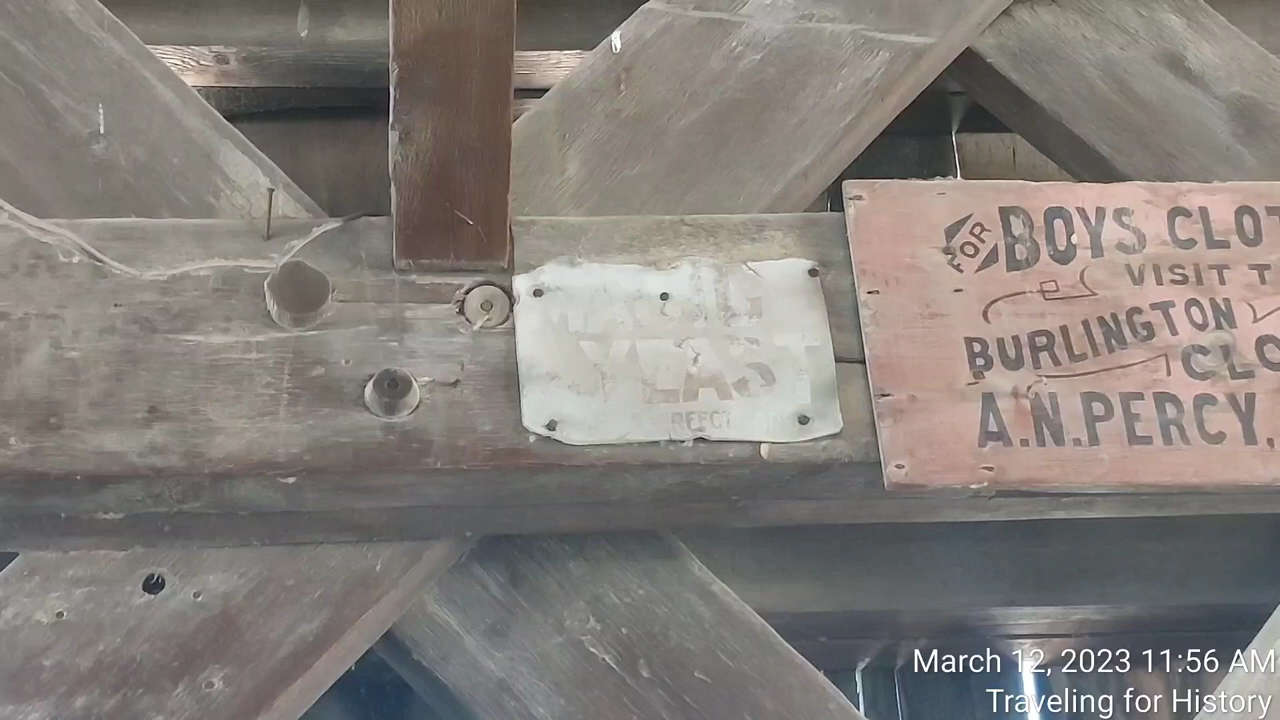 YEAST
FOR BOYS CLOT
VISIT T
BURLINGTON
CLO
A.N.PERCY,
March 12, 2023 11:56 AM
Traveling for History